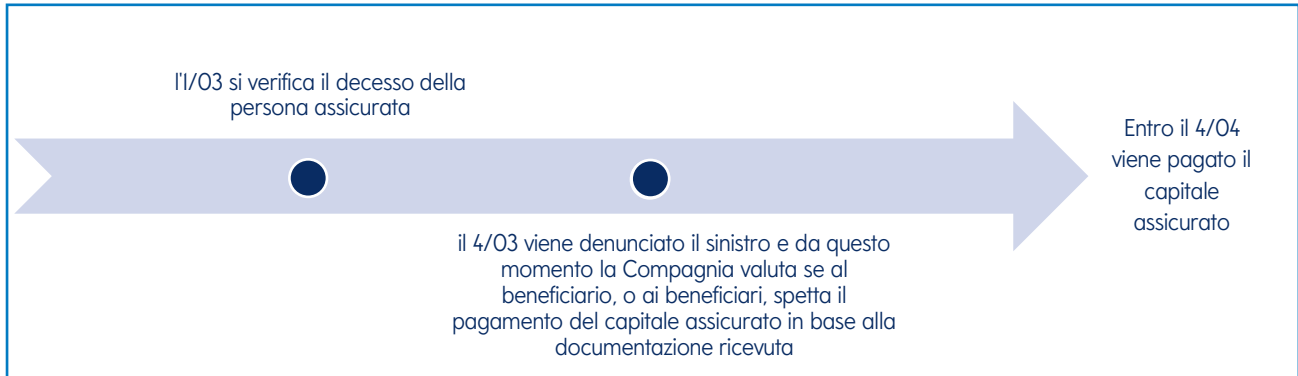 l'1/03 si verifica il decesso della
persona assicurata
il 4/03 viene denunciato il sinistro e da questo
momento la Compagnia valuta se al
beneficiario, o ai beneficiari, spetta il
pagamento del capitale assicurato in base alla
documentazione ricevuta
Entro il 4/04
viene pagato il
capitale
assicurato